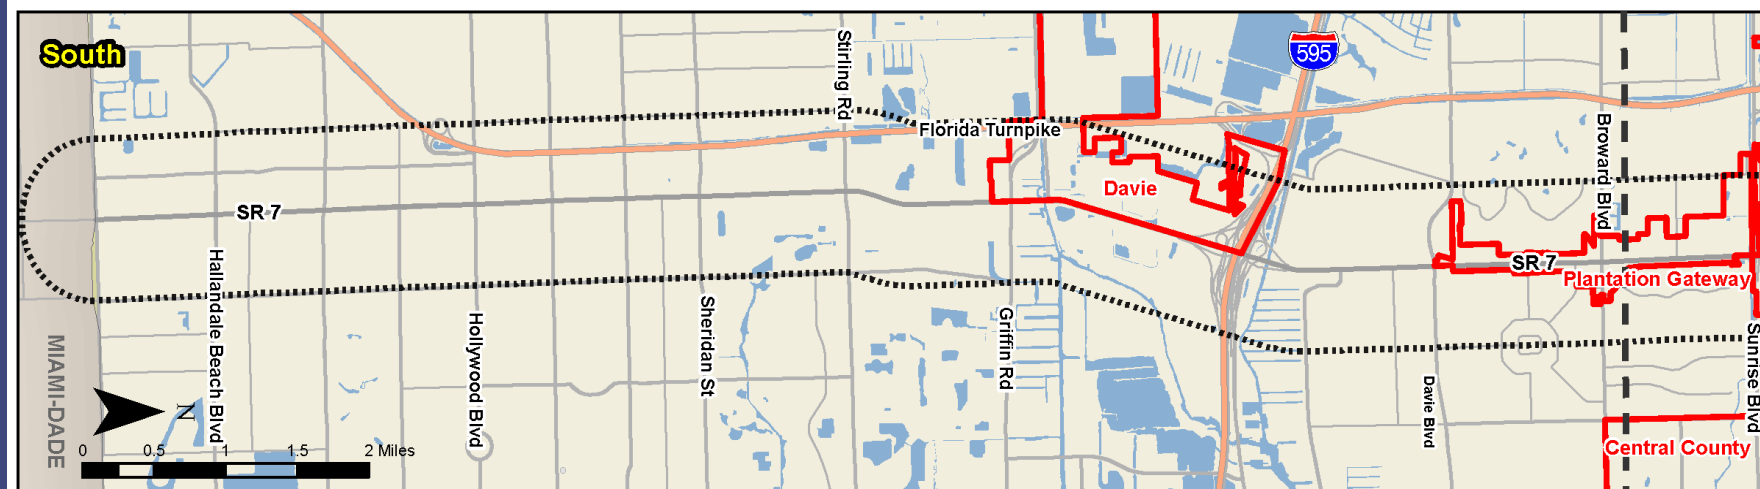 South
595
Stirling Rd
Florida Turnpike
Broward Blvd
Davie
SR 7
SR 7
Plantation Gateway
Hallandale Beach Blvd
Hollywood Blvd
Sheridan St
Griffin Rd
Davie Blvd
Sunrise Blvd
MIAMI-DADE
N
Central County
0 0.5 1 1.5 2 Miles